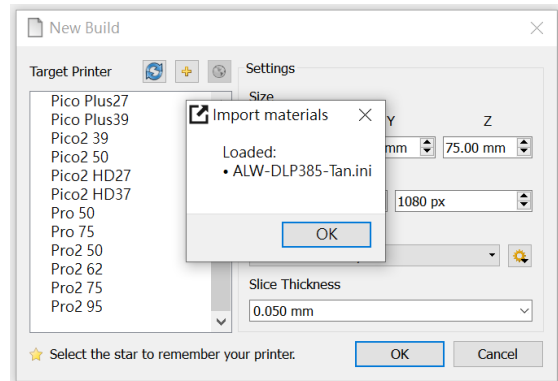 New Build
Target Printer
Settings
Pico Plus27
Pico Plus39
Pico2 39
Pico2 50
Pico2 HD27
Pico2 HD37
Pro 50
Pro 75
Pro2 50
Pro2 62
Pro2 75
Pro2 95
Size
Y
Z
mm
75.00 mm
1080 px
Slice Thickness
0.050 mm
Import materials
Loaded:
• ALW-DLP385-Tan.ini
OK
Select the star to remember your printer.
OK
Cancel